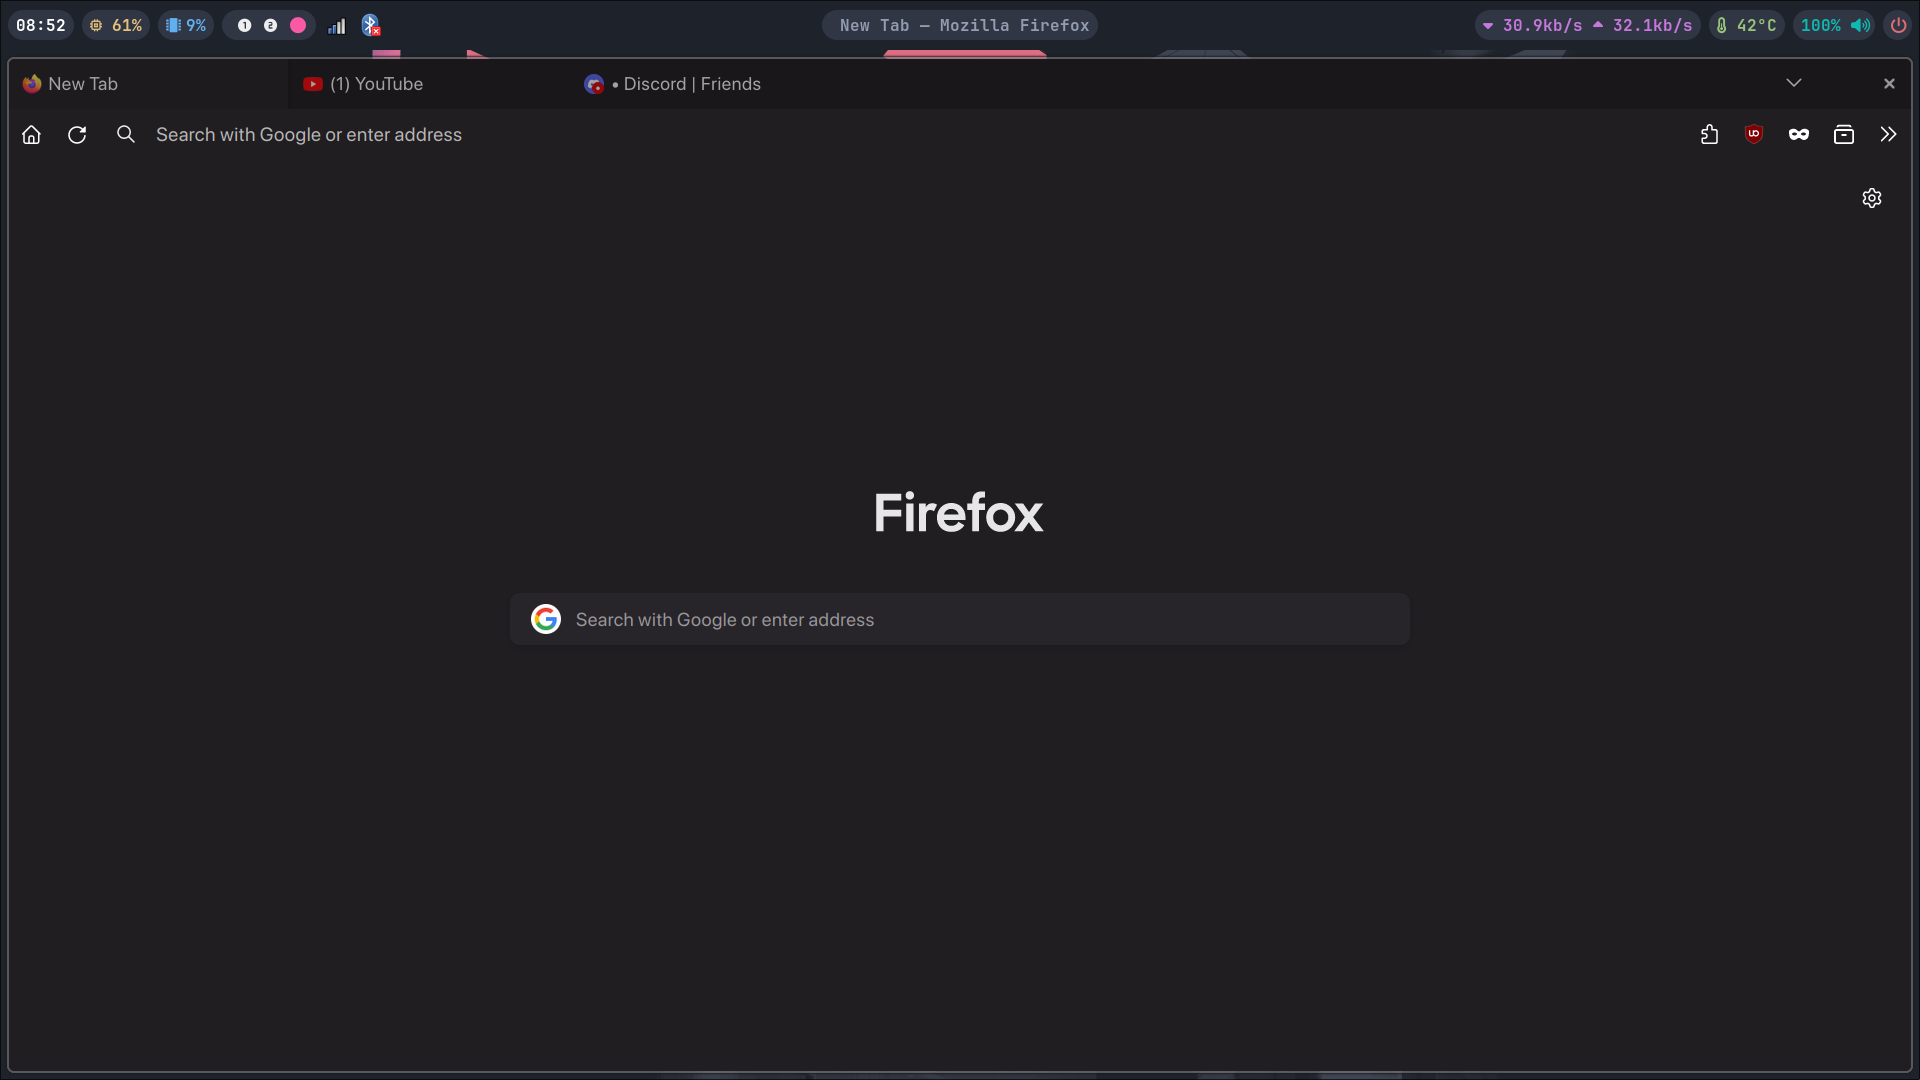 08:52 61% 9% 1 2 New Tab — Mozilla Firefox 30.9kb/s 32.1kb/s 42°C 100%
New Tab (1) YouTube • Discord | Friends
Search with Google or enter address
Firefox
Search with Google or enter address